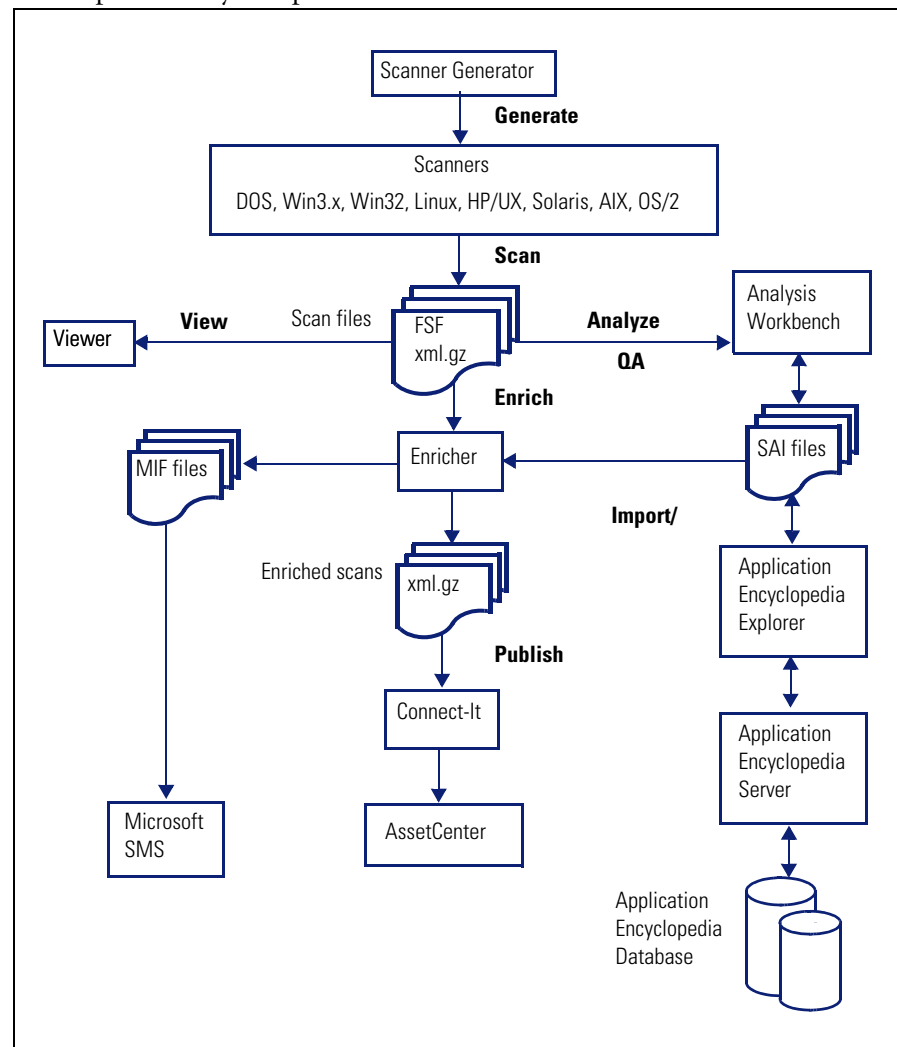 Scanner Generator
Generate
Scanners
DOS, Win3.x, Win32, Linux, HP/UX, Solaris, AIX, OS/2
Scan
Analysis
Workbench
View
Scan files
FSF
xml.gz
Analyze
QA
Viewer
Enrich
MIF files
Enricher
SAI files
Import/
Enriched scans
xml.gz
Application
Encyclopedia
Explorer
Publish
Connect-It
Application
Encyclopedia
Server
Microsoft
SMS
AssetCenter
Application
Encyclopedia
Database